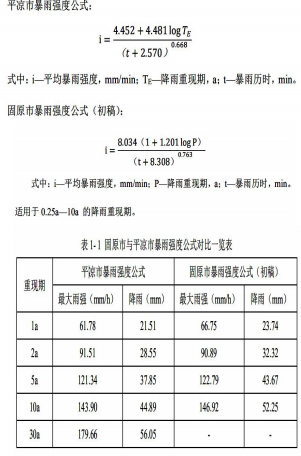 平凉市暴雨强度公式：
i = 4.452 + 4.481 log T_E / (t + 2.570)^0.668
式中：i—平均暴雨强度，mm/min；T_E—降雨重现期，a；t—暴雨历时，min。
固原市暴雨强度公式（初稿）：
i = 8.034（1 + 1.201 log P） / (t + 8.308)^0.763
式中：i—平均暴雨强度，mm/min；P—降雨重现期，a；t—暴雨历时，min。
适用于 0.25a—10a 的降雨重现期。
表 1-1 固原市与平凉市暴雨强度公式对比一览表
重现期 平凉市暴雨强度公式 固原市暴雨强度公式（初稿）
最大雨强（mm/h） 降雨（mm） 最大雨强（mm/h） 降雨（mm）
1a 61.78 21.51 66.75 23.74
2a 91.51 28.55 90.89 32.32
5a 121.34 37.85 122.79 43.67
10a 143.90 44.89 146.92 52.25
30a 179.66 56.05 - -